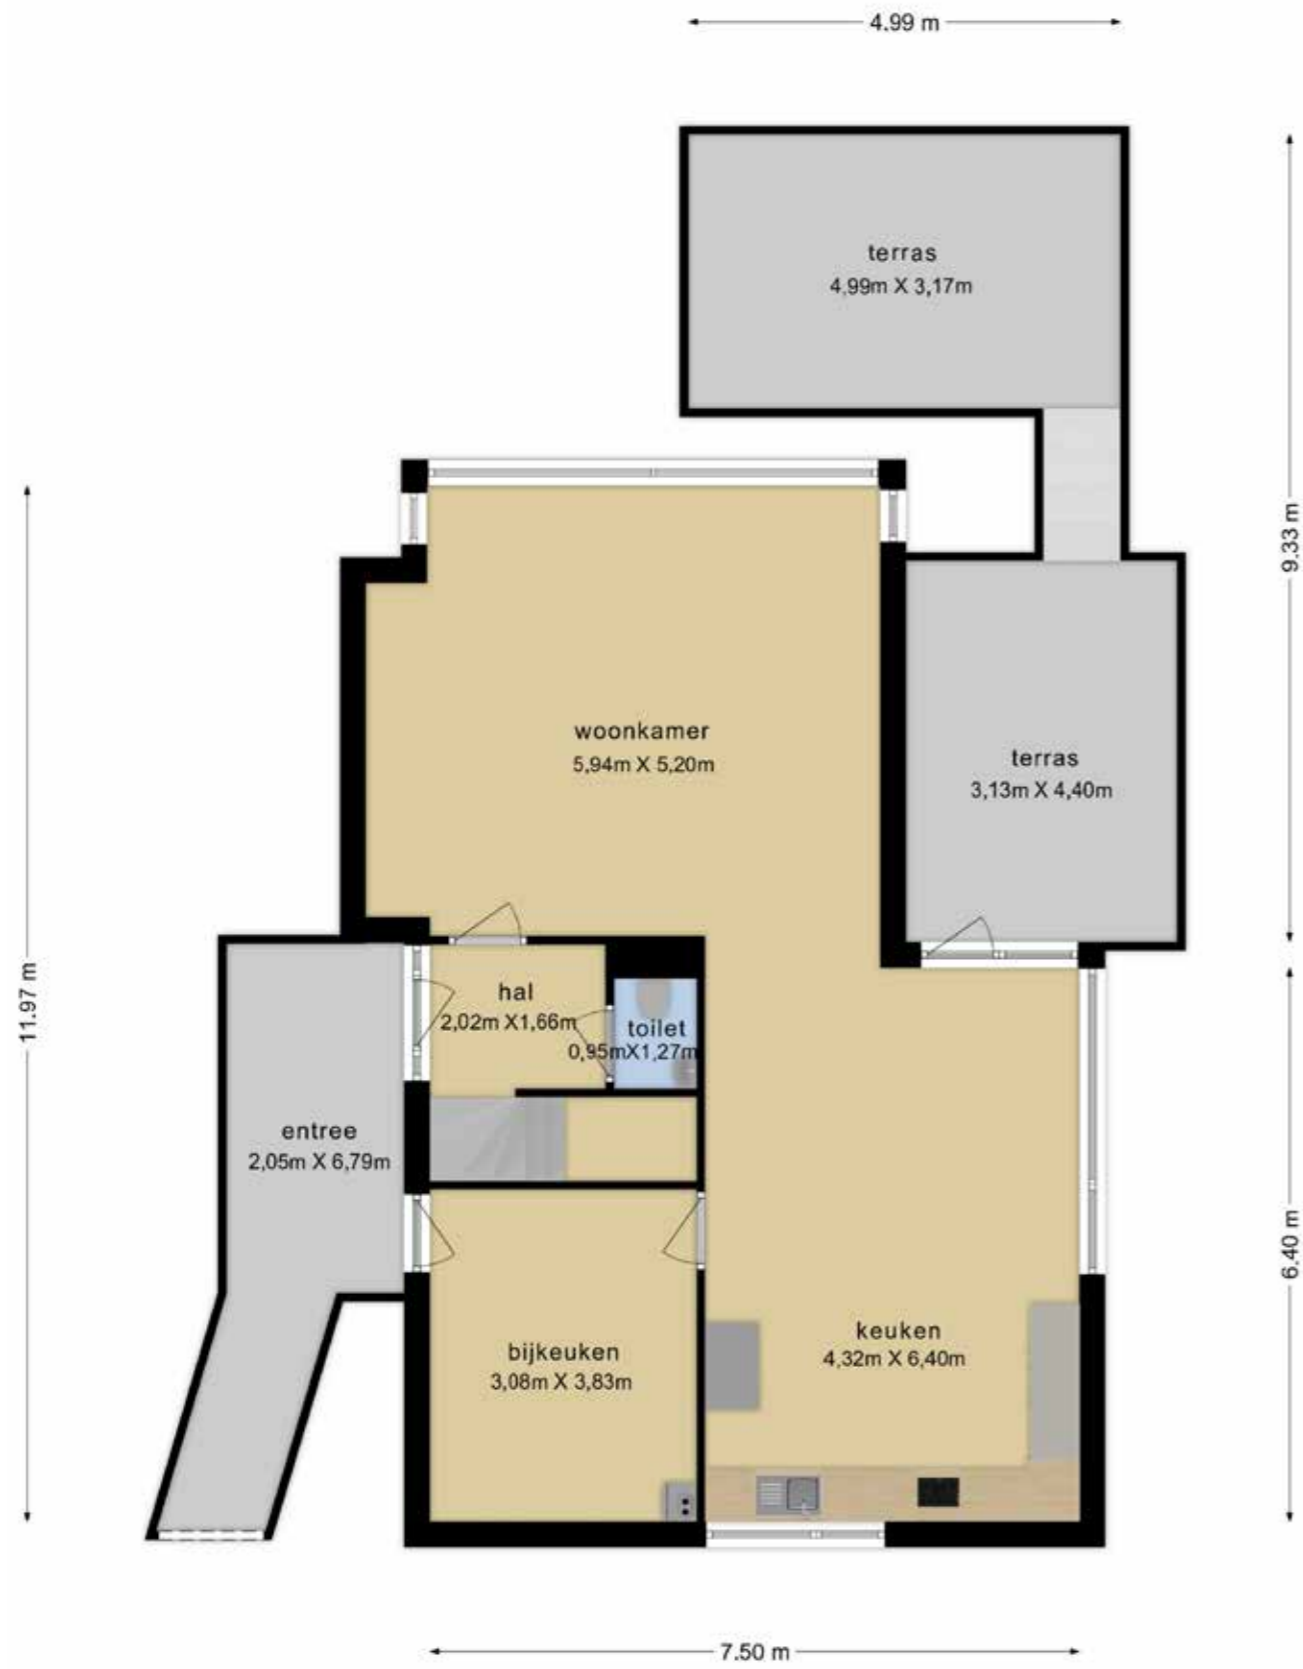 4.99 m
terras
4,99m X 3,17m
9.33 m
woonkamer
5,94m X 5,20m
terras
3,13m X 4,40m
11.97 m
hal
2,02m X1,66m
toilet
0,95mX1,27m
entree
2,05m X 6,79m
6.40 m
keuken
4,32m X 6,40m
bijkeuken
3,08m X 3,83m
7.50 m